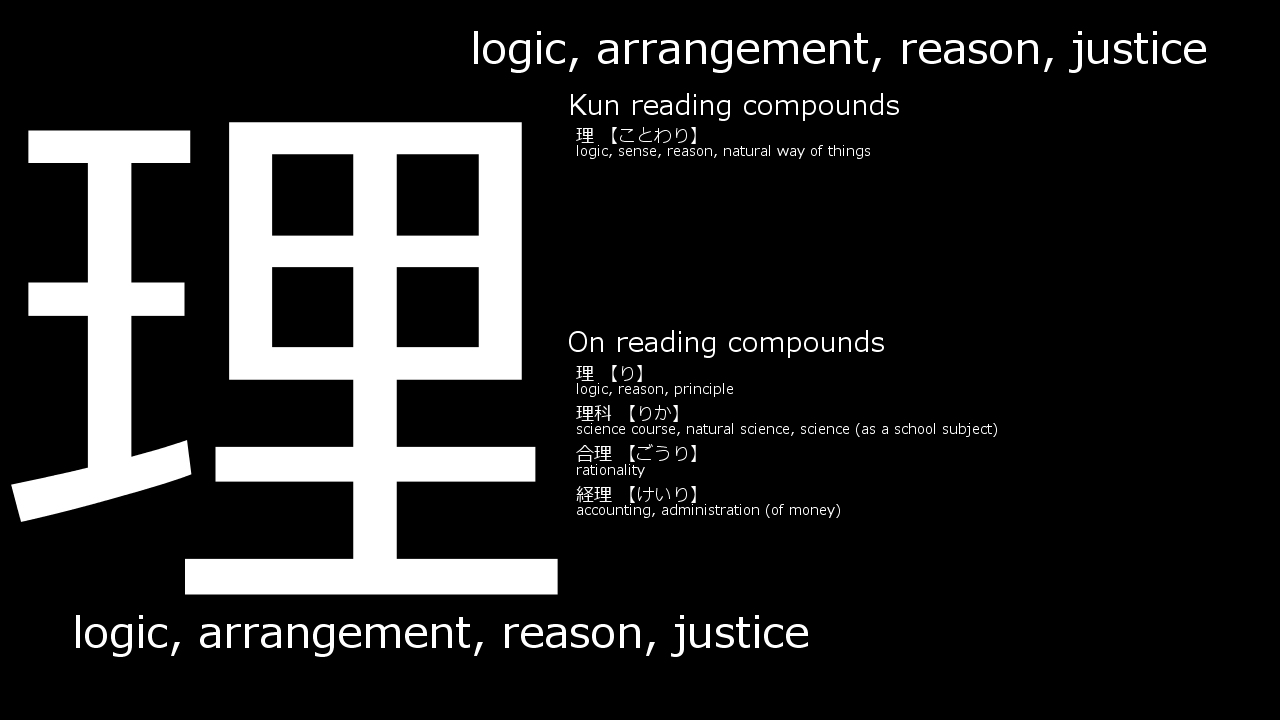 logic, arrangement, reason, justice
理
Kun reading compounds
理 【ことわり】
logic, sense, reason, natural way of things
On reading compounds
理 【り】
logic, reason, principle
理科 【りか】
science course, natural science, science (as a school subject)
合理 【ごうり】
rationality
経理 【けいり】
accounting, administration (of money)
logic, arrangement, reason, justice